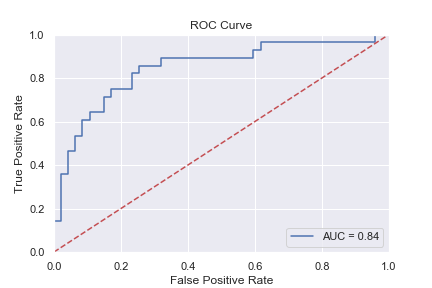 ROC Curve
1.0
0.8
0.6
0.4
0.2
0.0
True Positive Rate
AUC = 0.84
0.0 0.2 0.4 0.6 0.8 1.0
False Positive Rate